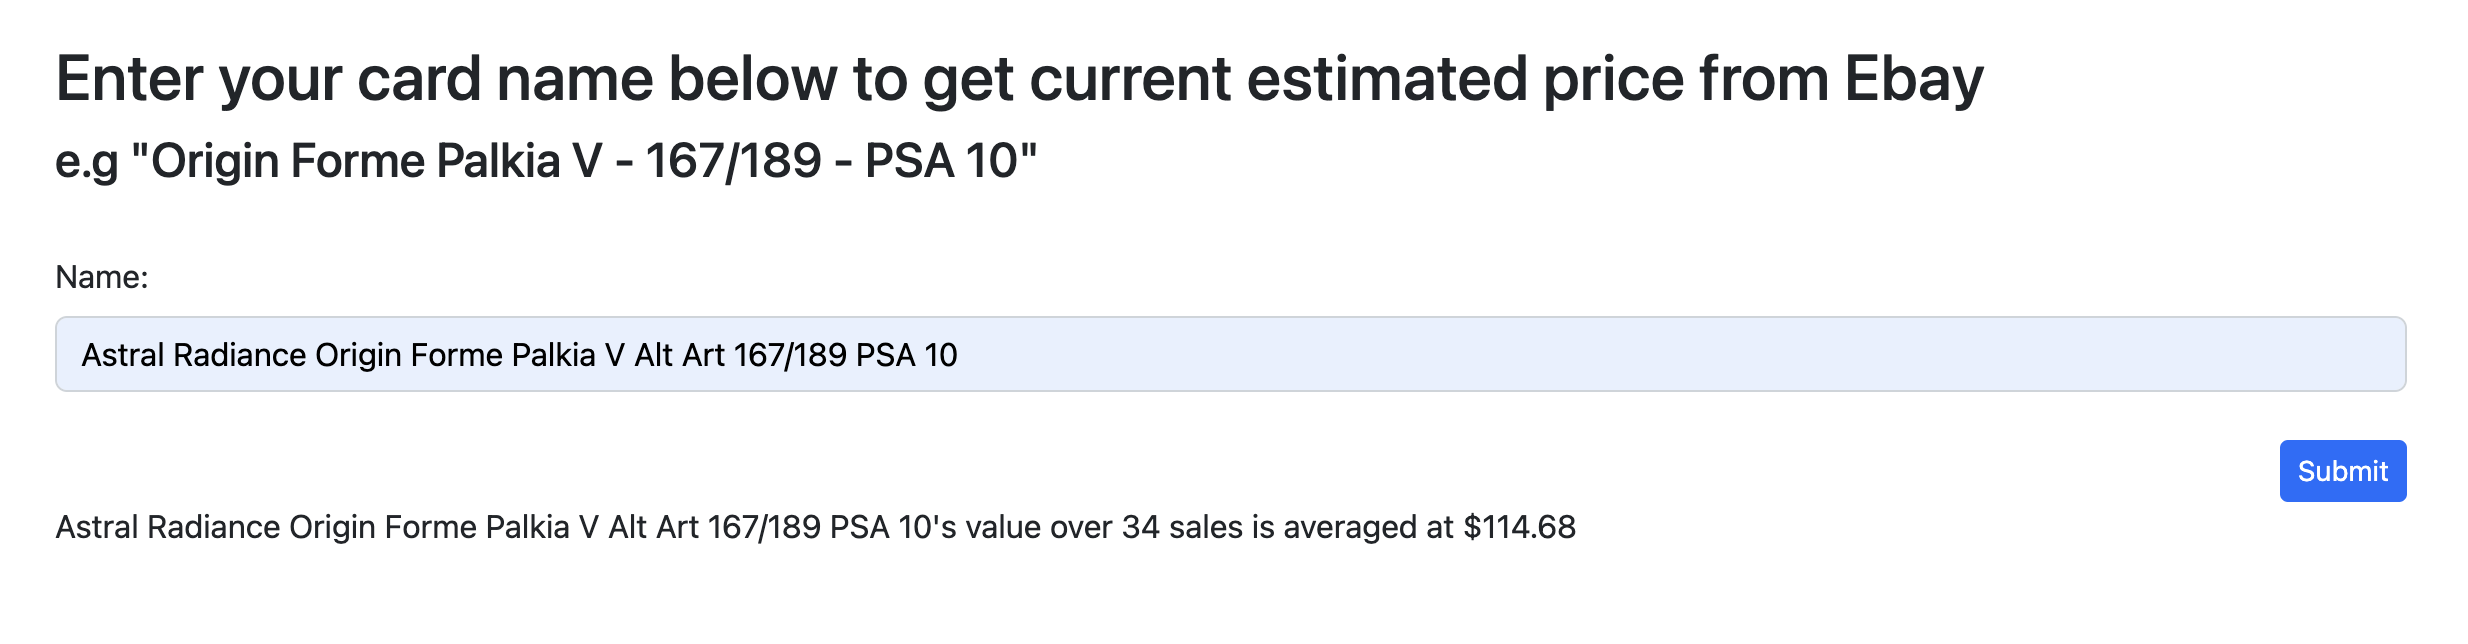 Enter your card name below to get current estimated price from Ebay
e.g "Origin Forme Palkia V - 167/189 - PSA 10"
Name:
Astral Radiance Origin Forme Palkia V Alt Art 167/189 PSA 10
Submit
Astral Radiance Origin Forme Palkia V Alt Art 167/189 PSA 10's value over 34 sales is averaged at $114.68